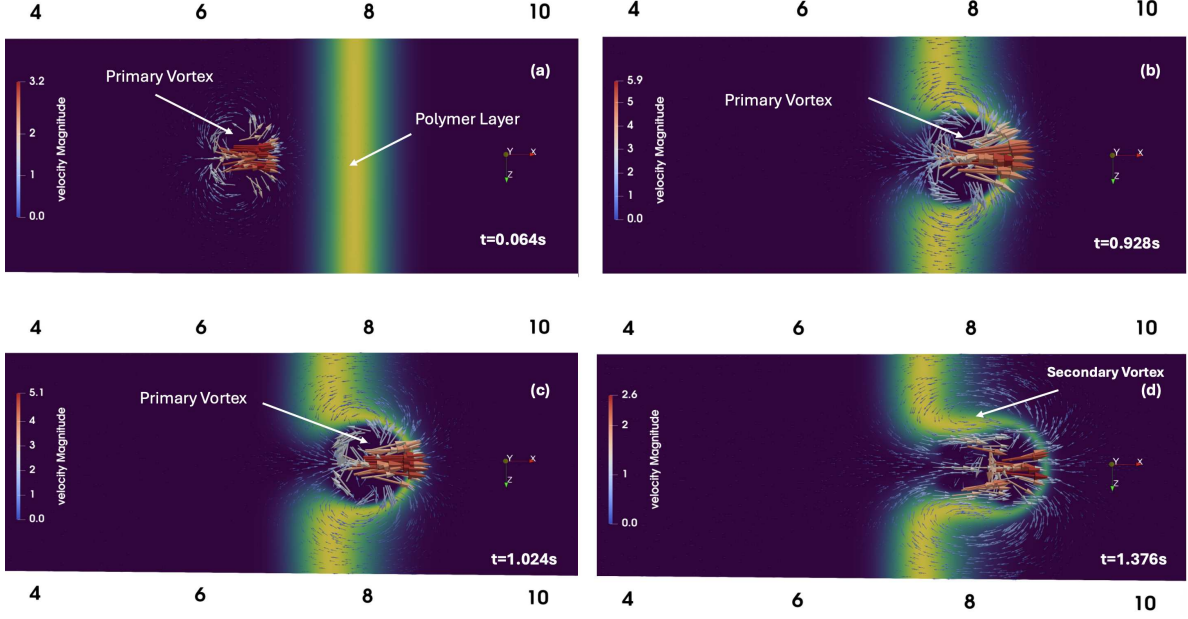 4 6 8 10
4 6 8 10
(a)
Primary Vortex
Polymer Layer
3.2
2
1
0.0
velocity Magnitude
Y
X
Z
t=0.064s
(b)
Primary Vortex
5.9
5
4
3
2
1
0.0
velocity Magnitude
Y
X
Z
t=0.928s
4 6 8 10
4 6 8 10
(c)
Primary Vortex
5.1
4
3
2
1
0.0
velocity Magnitude
Y
X
Z
t=1.024s
Secondary Vortex
(d)
2.6
2
1
0.0
velocity Magnitude
Y
X
Z
t=1.376s
4 6 8 10
4 6 8 10